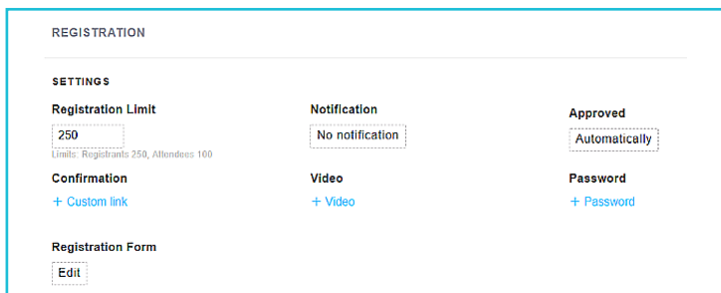 REGISTRATION
SETTINGS
Registration Limit
Notification
Approved
250
No notification
Automatically
Limits: Registrants 250, Attendees 100
Confirmation
Video
Password
+ Custom link
+ Video
+ Password
Registration Form
Edit